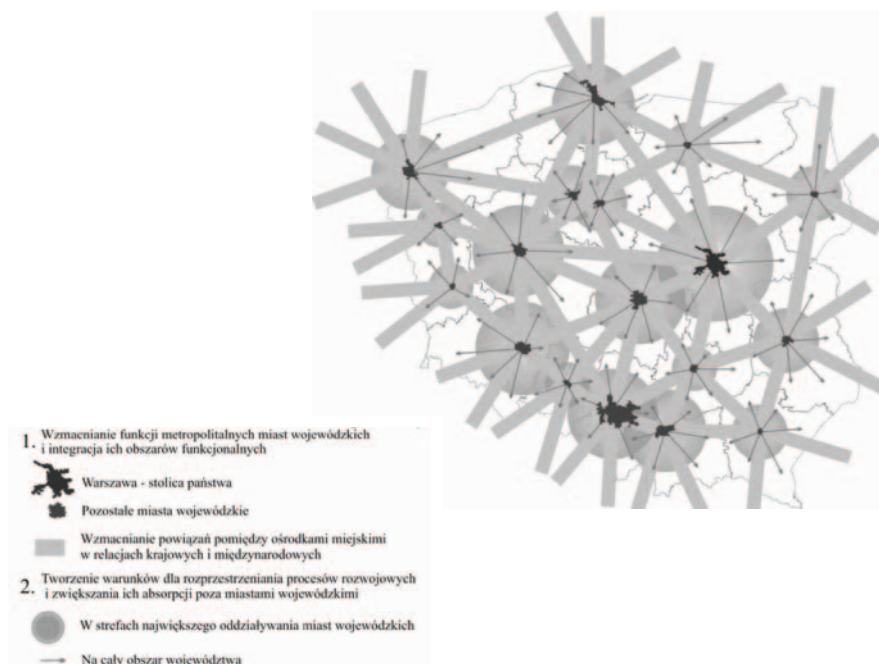 1. Wzmacnianie funkcji metropolitalnych miast wojewódzkich
i integracja ich obszarów funkcjonalnych
Warszawa - stolica państwa
Pozostałe miasta wojewódzkie
Wzmacnianie powiązań pomiędzy ośrodkami miejskimi
w relacjach krajowych i międzynarodowych
2. Tworzenie warunków dla rozprzestrzeniania procesów rozwojowych
i zwiększania ich absorpcji poza miastami wojewódzkimi
W strefach największego oddziaływania miast wojewódzkich
Na cały obszar województwa